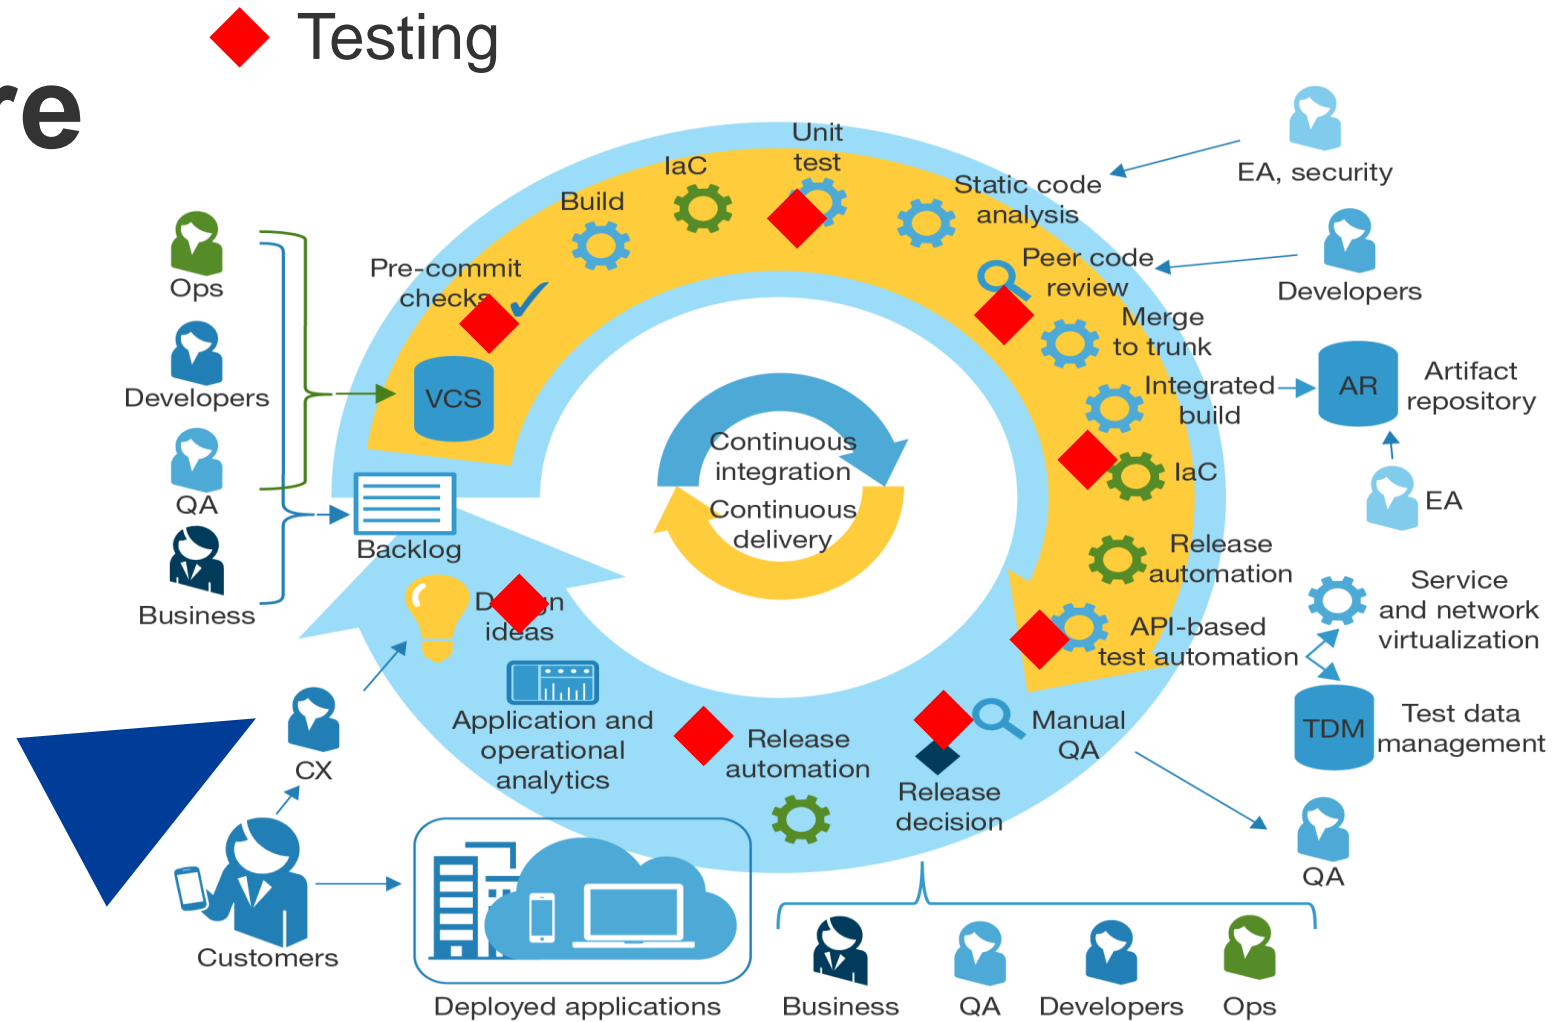 Testing
re
Unit
test
IaC
Build
Static code
analysis
EA, security
Pre-commit
checks
Peer code
review
Developers
Ops
Merge
to trunk
VCS
Developers
Integrated
build
AR
Artifact
repository
QA
Continuous
integration
Continuous
delivery
IaC
EA
Backlog
Business
Release
automation
Service
and network
virtualization
ideas
API-based
test automation
CX
Application and
operational
analytics
Release
automation
Manual
QA
TDM
Test data
management
Release
decision
QA
Customers
Deployed applications
Business
QA
Developers
Ops